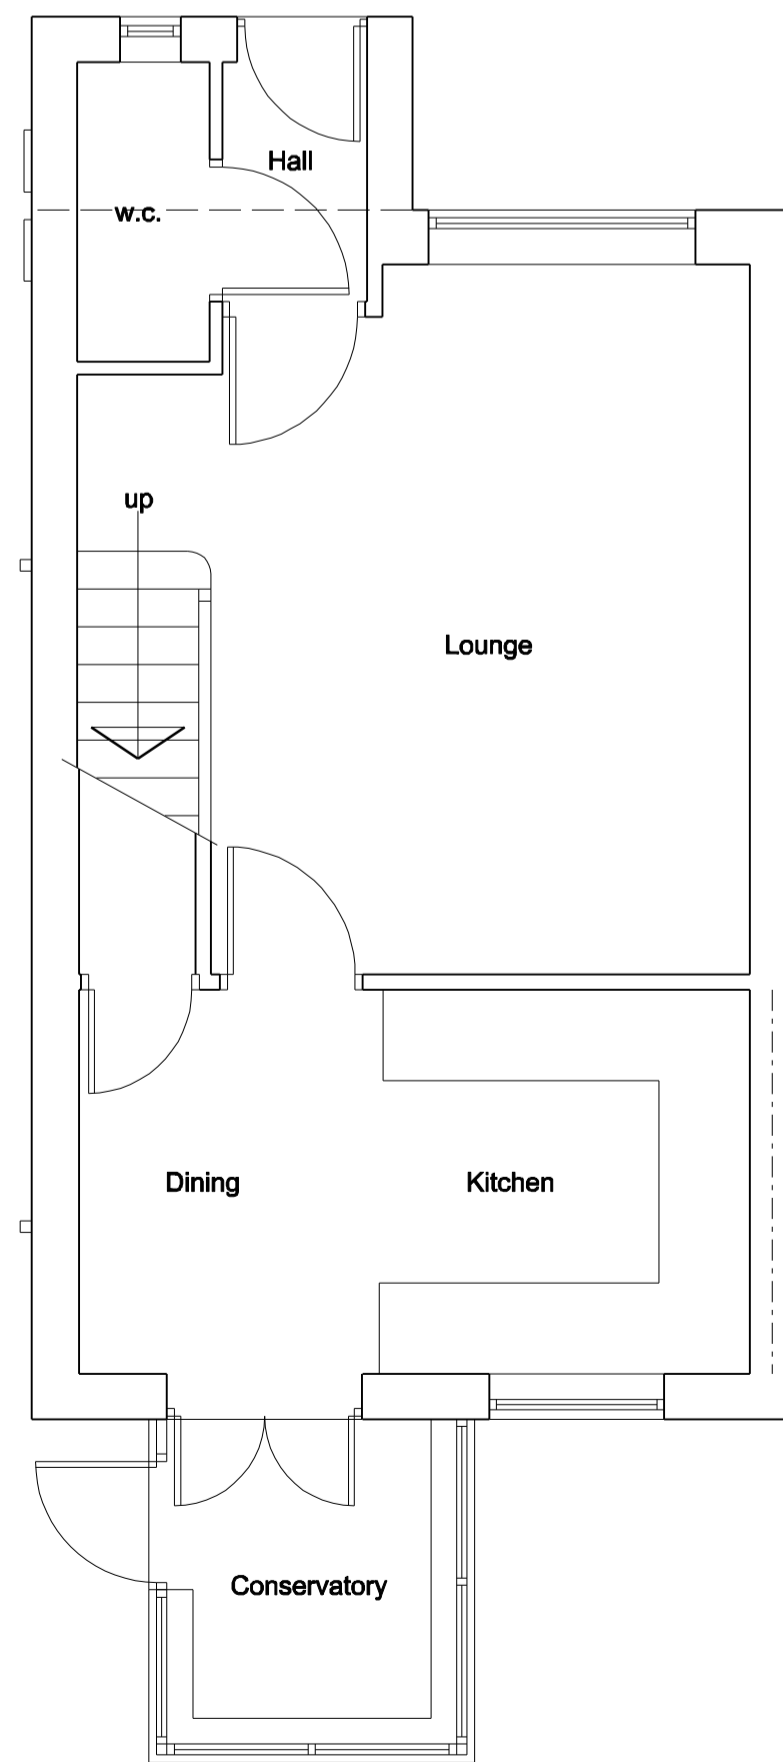 Hall
w.c.
up
Lounge
Dining
Kitchen
Conservatory